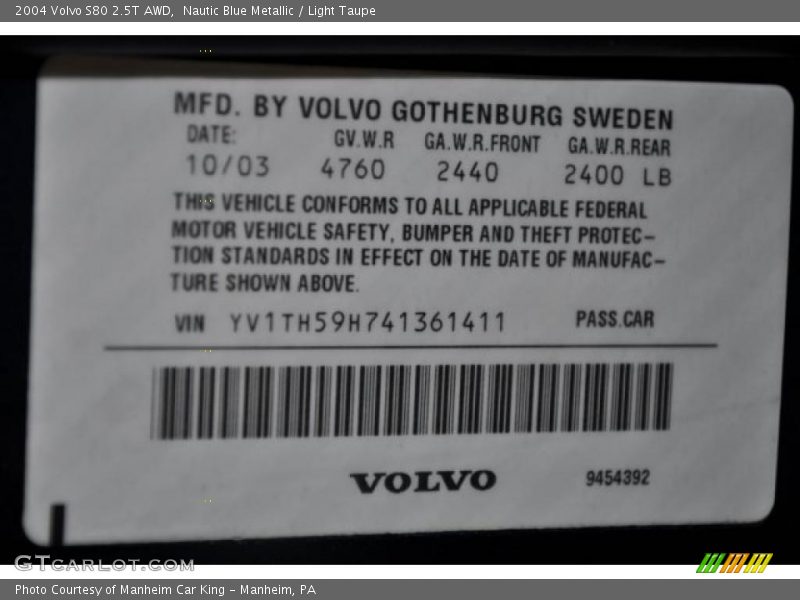 2004 Volvo S80 2.5T AWD,  Nautic Blue Metallic / Light Taupe
MFD. BY VOLVO GOTHENBURG SWEDEN
DATE: GV.W.R GA.W.R.FRONT GA.W.R.REAR
10/03 4760 2440 2400 LB
THIS VEHICLE CONFORMS TO ALL APPLICABLE FEDERAL
MOTOR VEHICLE SAFETY, BUMPER AND THEFT PROTEC-
TION STANDARDS IN EFFECT ON THE DATE OF MANUFAC-
TURE SHOWN ABOVE.
VIN YV1TH59H741361411 PASS.CAR
VOLVO 9454392
GTCARLOT.COM
Photo Courtesy of Manheim Car King - Manheim, PA